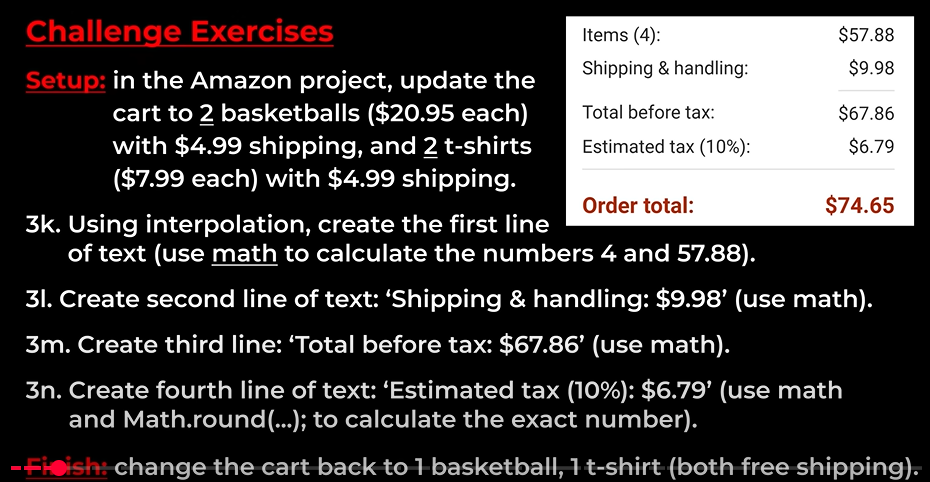 Challenge Exercises
Setup: in the Amazon project, update the
cart to 2 basketballs ($20.95 each)
with $4.99 shipping, and 2 t-shirts
($7.99 each) with $4.99 shipping.
Items (4): $57.88
Shipping & handling: $9.98
Total before tax: $67.86
Estimated tax (10%): $6.79
Order total: $74.65
3k. Using interpolation, create the first line
of text (use math to calculate the numbers 4 and 57.88).
3l. Create second line of text: ‘Shipping & handling: $9.98’ (use math).
3m. Create third line: ‘Total before tax: $67.86’ (use math).
3n. Create fourth line of text: ‘Estimated tax (10%): $6.79’ (use math
and Math.round(...); to calculate the exact number).
Finish: change the cart back to 1 basketball, 1 t-shirt (both free shipping).